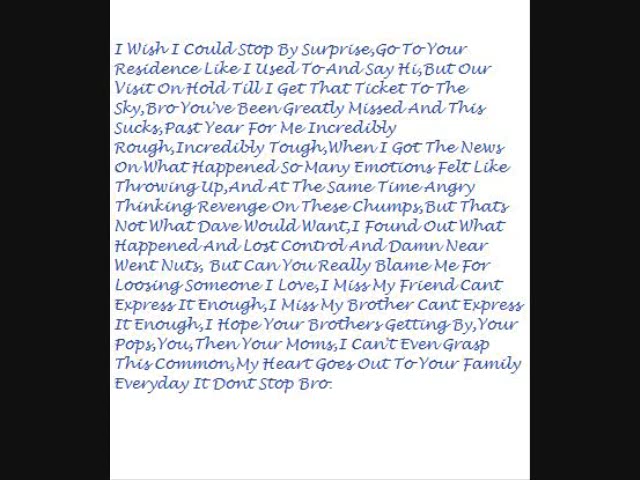 I Wish I Could Stop By Surprise,Go To Your
Residence Like I Used To And Say Hi,But Our
Visit On Hold Till I Get That Ticket To The
Sky,Bro You've Been Greatly Missed And This
Sucks,Past Year For Me Incredibly
Rough,Incredibly Tough,When I Got The News
On What Happened So Many Emotions Felt Like
Throwing Up,And At The Same Time Angry
Thinking Revenge On These Chumps,But Thats
Not What Dave Would Want,I Found Out What
Happened And Lost Control And Damn Near
Went Nuts, But Can You Really Blame Me For
Loosing Someone I Love,I Miss My Friend Cant
Express It Enough,I Miss My Brother Cant Express
It Enough,I Hope Your Brothers Getting By,Your
Pops,You,Then Your Moms,I Can't Even Grasp
This Common,My Heart Goes Out To Your Family
Everyday It Dont Stop Bro.